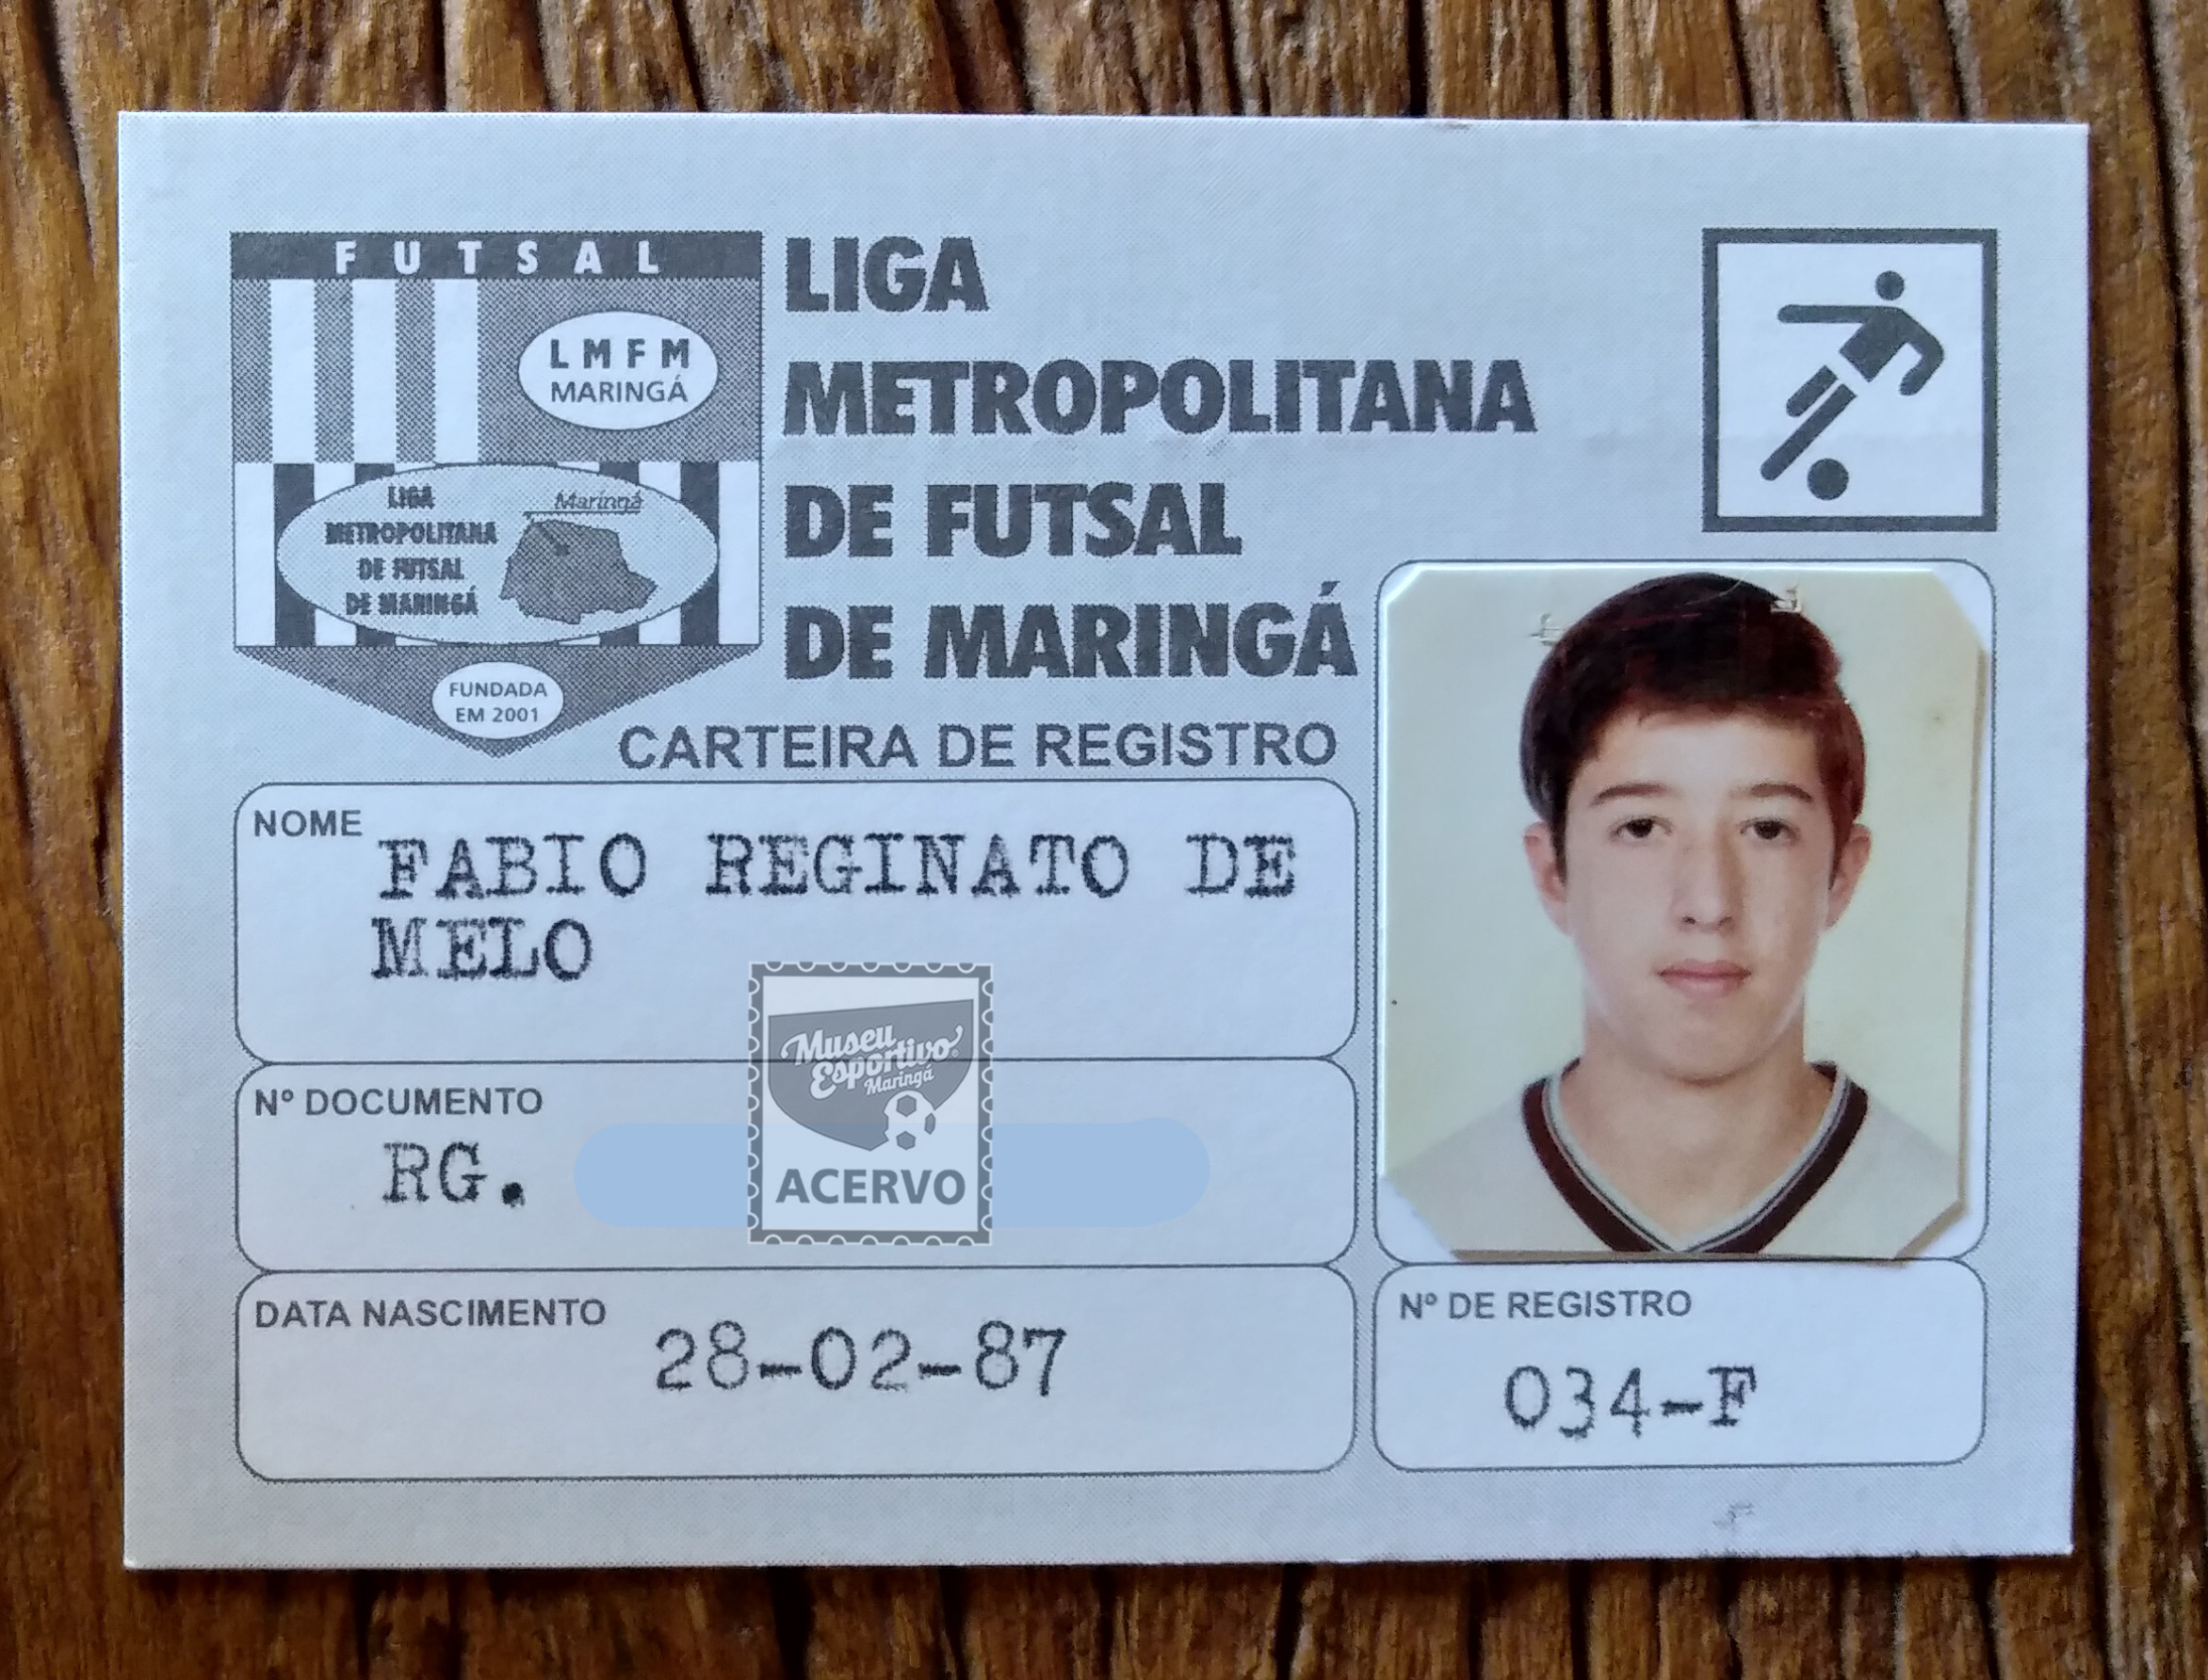 FUTSAL
LMFM
MARINGÁ
LIGA
METROPOLITANA
DE FUTSAL
DE MARINGÁ
Maringá
FUNDADA
EM 2001
LIGA
METROPOLITANA
DE FUTSAL
DE MARINGÁ
CARTEIRA DE REGISTRO
NOME
FABIO REGINATO DE
MELO
Nº DOCUMENTO
RG.
Museu
Esportivo
Maringá
ACERVO
DATA NASCIMENTO
28-02-87
Nº DE REGISTRO
034-F